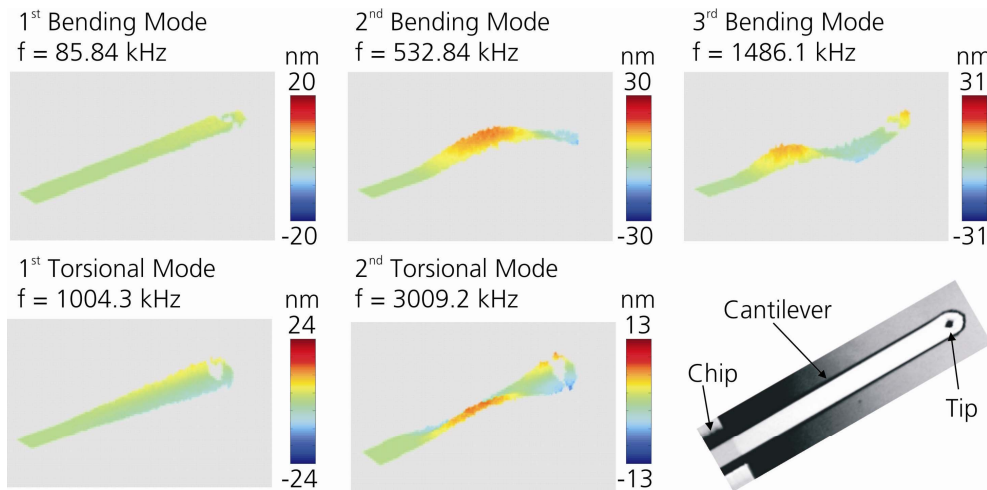 1st Bending Mode
f = 85.84 kHz
nm
20
-20
2nd Bending Mode
f = 532.84 kHz
nm
30
-30
3rd Bending Mode
f = 1486.1 kHz
nm
31
-31
1st Torsional Mode
f = 1004.3 kHz
nm
24
-24
2nd Torsional Mode
f = 3009.2 kHz
nm
13
-13
Cantilever
Chip
Tip